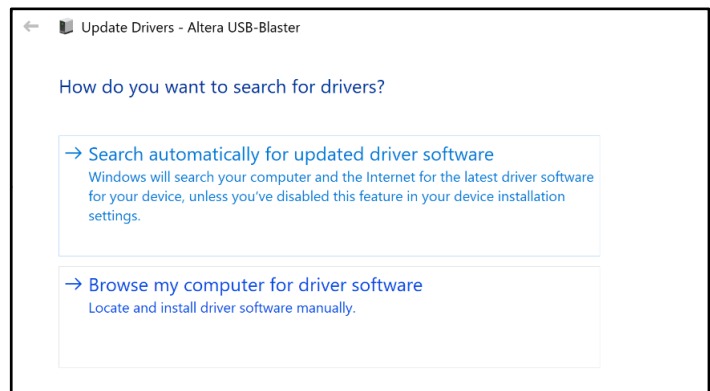 Update Drivers - Altera USB-Blaster
How do you want to search for drivers?
Search automatically for updated driver software
Windows will search your computer and the Internet for the latest driver software
for your device, unless you've disabled this feature in your device installation
settings.
Browse my computer for driver software
Locate and install driver software manually.